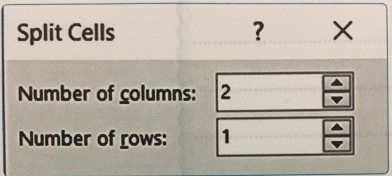 Split Cells ? X
Number of columns: 2
Number of rows: 1